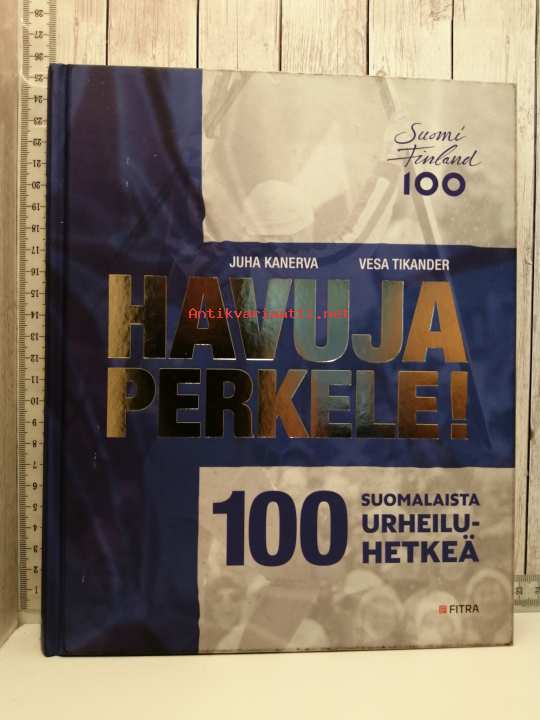 Suomi
Finland
100
JUHA KANERVA VESA TIKANDER
HAVUJA
Antikvariaatti.net
PERKELE!
100 SUOMALAISTA
URHEILU-
HETKEÄ
FITRA